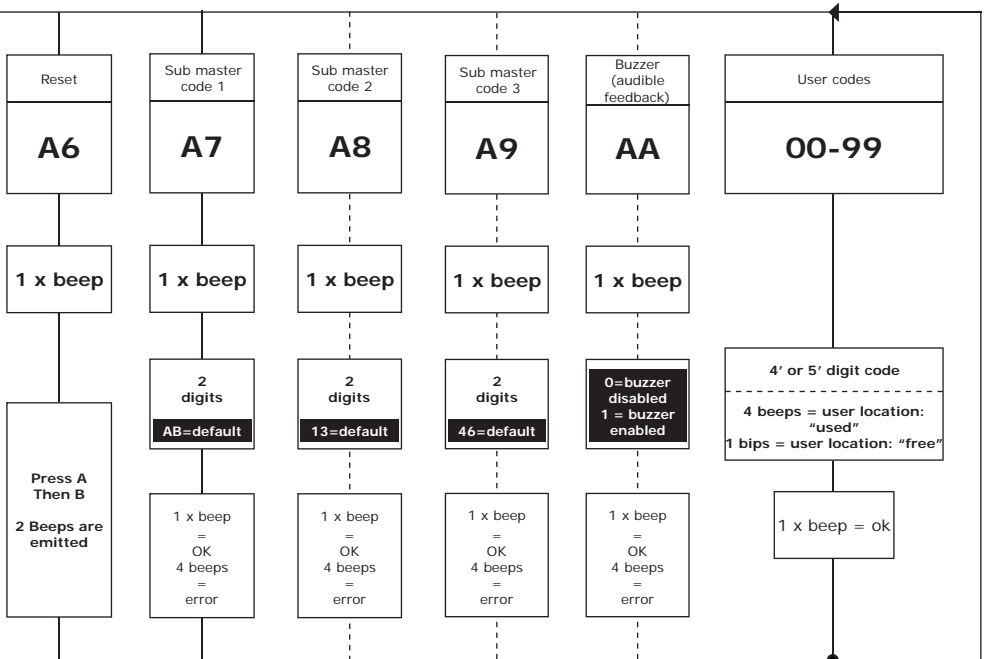 Reset
A6
1 x beep
Press A
Then B
2 Beeps are
emitted
Sub master
code 1
A7
1 x beep
2
digits
AB=default
1 x beep
=
OK
4 beeps
=
error
Sub master
code 2
A8
1 x beep
2
digits
13=default
1 x beep
=
OK
4 beeps
=
error
Sub master
code 3
A9
1 x beep
2
digits
46=default
1 x beep
=
OK
4 beeps
=
error
Buzzer
(audible
feedback)
AA
1 x beep
0=buzzer
disabled
1 = buzzer
enabled
1 x beep
=
OK
4 beeps
=
error
User codes
00-99
4’ or 5’ digit code
4 beeps = user location:
“used”
1 bips = user location: “free”
1 x beep = ok